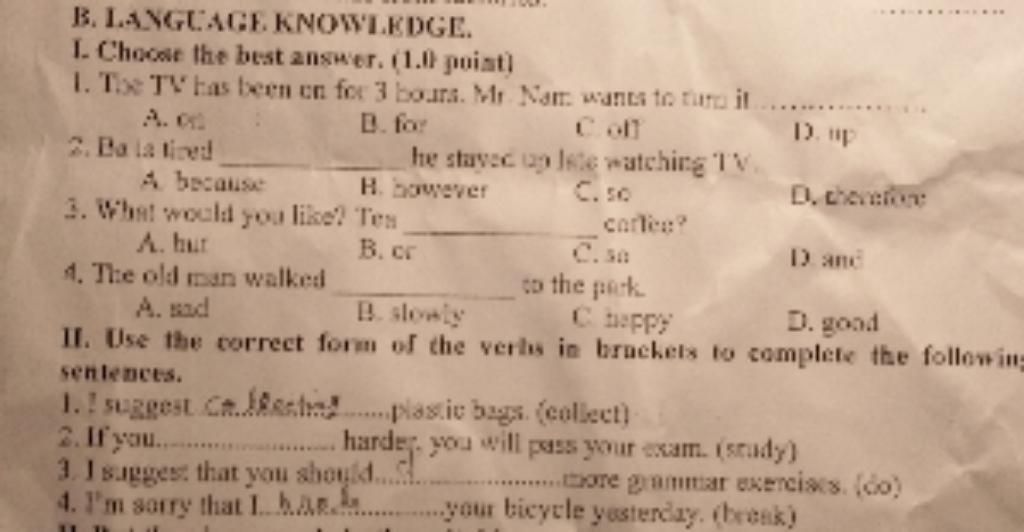 B. LANGUAGE KNOWLEDGE.
I. Choose the best answer. (1.0 point)
1. The TV has been on for 3 hours. Mr. Nam wants to turn it ....................
A. on B. for C. off D. up
2. Ba is tired ____________ he stayed up late watching TV.
A. because B. however C. so D. therefore
3. What would you like? Tea ____________ coffee?
A. but B. or C. so D. and
4. The old man walked ____________ to the park.
A. sad B. slowly C. happy D. good
II. Use the correct form of the verbs in brackets to complete the following
sentences.
1. I suggest ......plastic bags. (collect)
2. If you........................ harder, you will pass your exam. (study)
3. I suggest that you should........................more grammar exercises. (do)
4. I'm sorry that I..................your bicycle yesterday. (break)